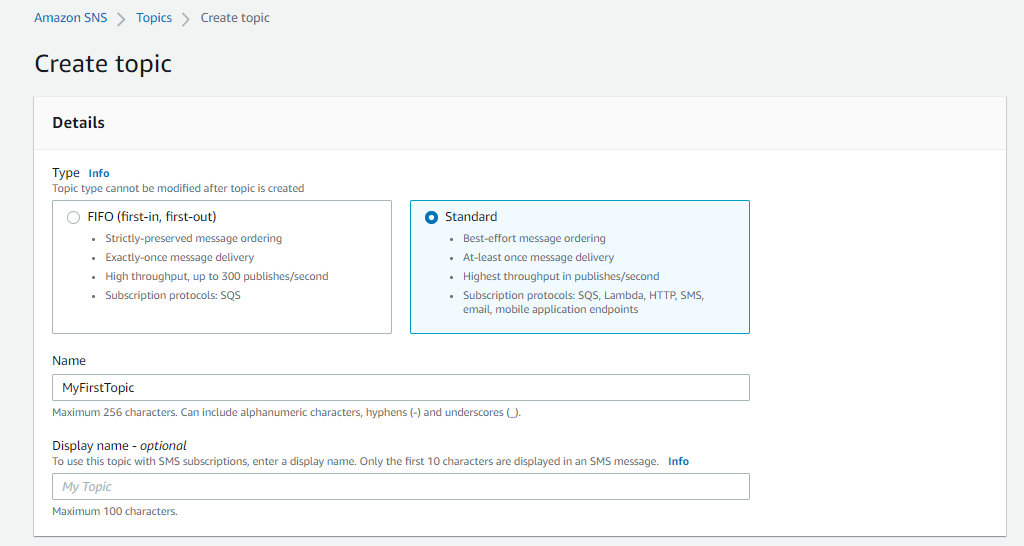 Amazon SNS > Topics > Create topic
Create topic
Details
Type Info
Topic type cannot be modified after topic is created
FIFO (first-in, first-out)
• Strictly-preserved message ordering
• Exactly-once message delivery
• High throughput, up to 300 publishes/second
• Subscription protocols: SQS
Standard
• Best-effort message ordering
• At-least once message delivery
• Highest throughput in publishes/second
• Subscription protocols: SQS, Lambda, HTTP, SMS,
email, mobile application endpoints
Name
MyFirstTopic
Maximum 256 characters. Can include alphanumeric characters, hyphens (-) and underscores (_).
Display name - optional
To use this topic with SMS subscriptions, enter a display name. Only the first 10 characters are displayed in an SMS message. Info
My Topic
Maximum 100 characters.